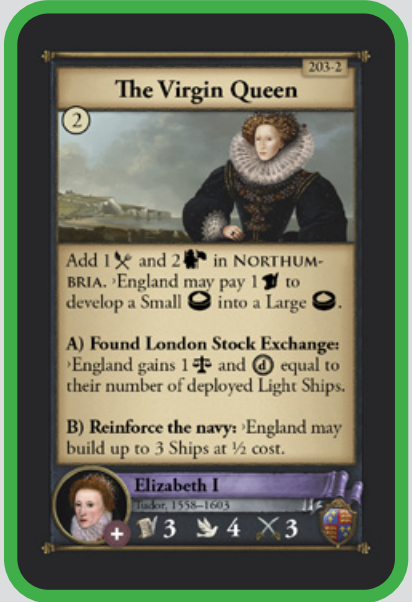 203-2
The Virgin Queen
2
Add 1 and 2 in NORTHUM-
BRIA. ›England may pay 1 to
develop a Small into a Large .
A) Found London Stock Exchange:
›England gains 1 and d equal to
their number of deployed Light Ships.
B) Reinforce the navy: ›England may
build up to 3 Ships at ½ cost.
Elizabeth I
Tudor, 1558–1603
+ 3 4 3